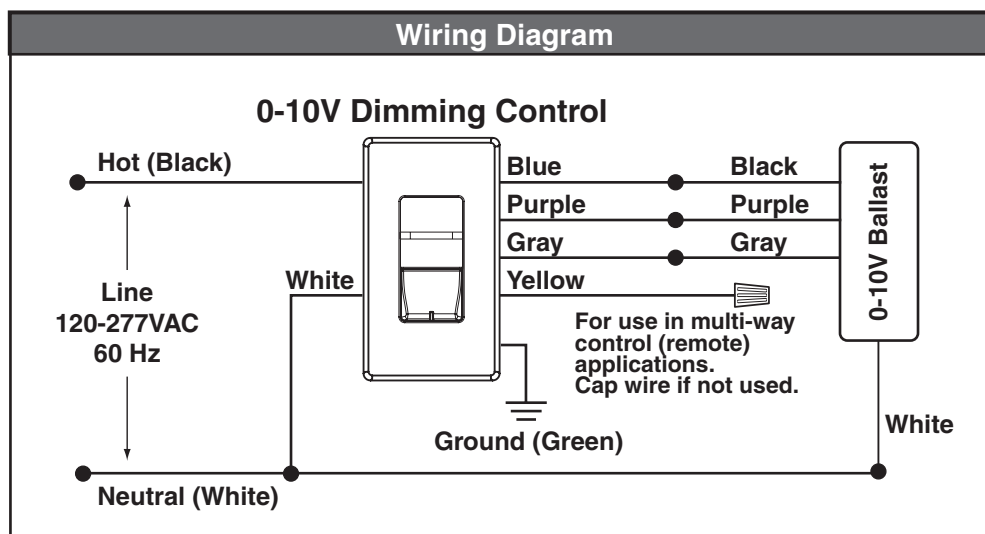 Wiring Diagram
0-10V Dimming Control
Hot (Black)
Blue
Black
Purple
Purple
Gray
Gray
White
Yellow
Line
120-277VAC
60 Hz
For use in multi-way
control (remote)
applications.
Cap wire if not used.
0-10V Ballast
Ground (Green)
White
Neutral (White)